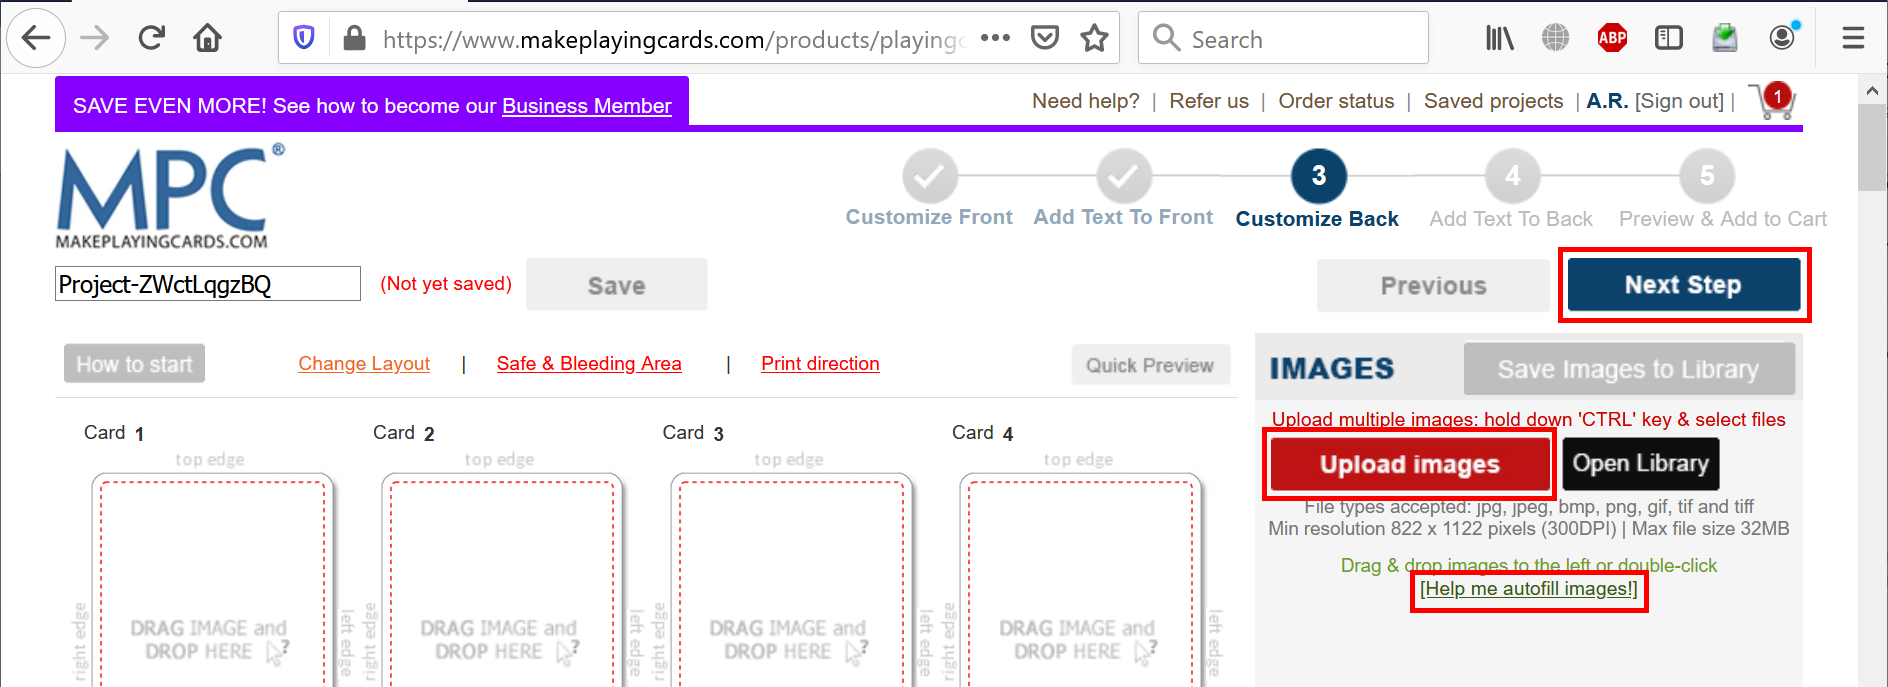 https://www.makeplayingcards.com/products/playingc
Search
ABP
SAVE EVEN MORE! See how to become our Business Member
Need help? | Refer us | Order status | Saved projects | A.R. [Sign out] |
1
MPC®
MAKEPLAYINGCARDS.COM
3
4
5
Customize Front
Add Text To Front
Customize Back
Add Text To Back
Preview & Add to Cart
Project-ZWctLqgzBQ
(Not yet saved)
Save
Previous
Next Step
How to start
Change Layout | Safe & Bleeding Area | Print direction
Quick Preview
IMAGES
Save Images to Library
Upload multiple images: hold down 'CTRL' key & select files
Upload images
Open Library
File types accepted: jpg, jpeg, bmp, png, gif, tif and tiff
Min resolution 822 x 1122 pixels (300DPI) | Max file size 32MB
Drag & drop images to the left or double-click
[Help me autofill images!]
Card 1
top edge
right edge
DRAG IMAGE and
DROP HERE ?
left edge
Card 2
top edge
right edge
DRAG IMAGE and
DROP HERE ?
left edge
Card 3
top edge
right edge
DRAG IMAGE and
DROP HERE ?
left edge
Card 4
top edge
right edge
DRAG IMAGE and
DROP HERE ?
left edge